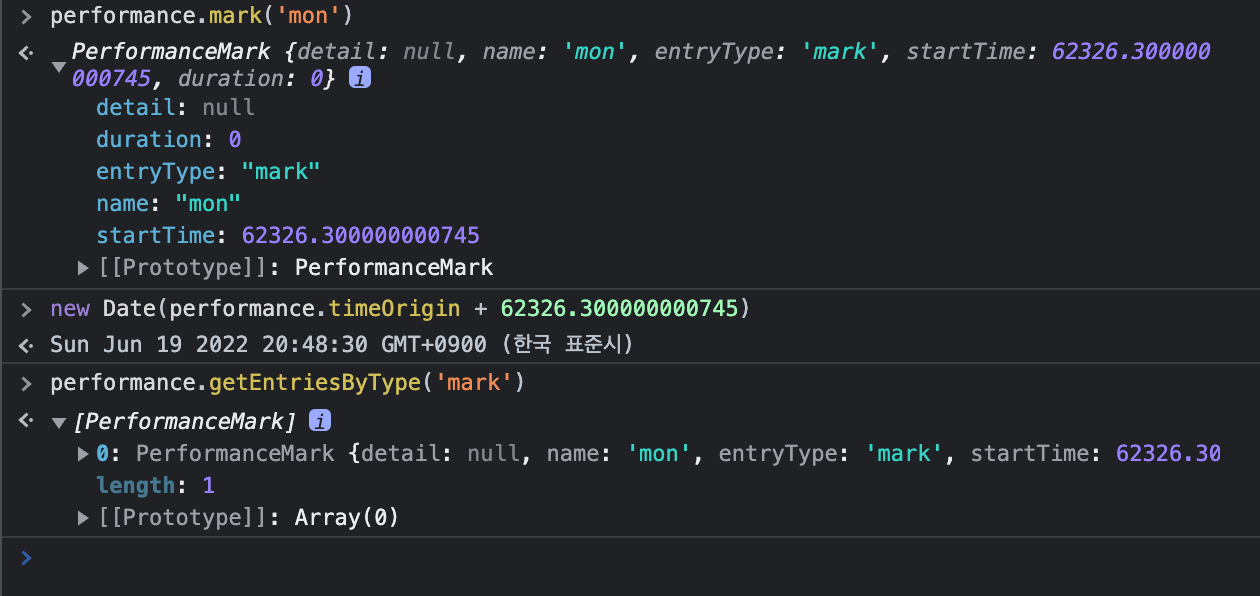 > performance.mark('mon')
PerformanceMark {detail: null, name: 'mon', entryType: 'mark', startTime: 62326.300000
000745, duration: 0} i
detail: null
duration: 0
entryType: "mark"
name: "mon"
startTime: 62326.300000000745
[[Prototype]]: PerformanceMark
> new Date(performance.timeOrigin + 62326.300000000745)
Sun Jun 19 2022 20:48:30 GMT+0900 (한국 표준시)
> performance.getEntriesByType('mark')
[PerformanceMark] i
0: PerformanceMark {detail: null, name: 'mon', entryType: 'mark', startTime: 62326.30
length: 1
[[Prototype]]: Array(0)
>